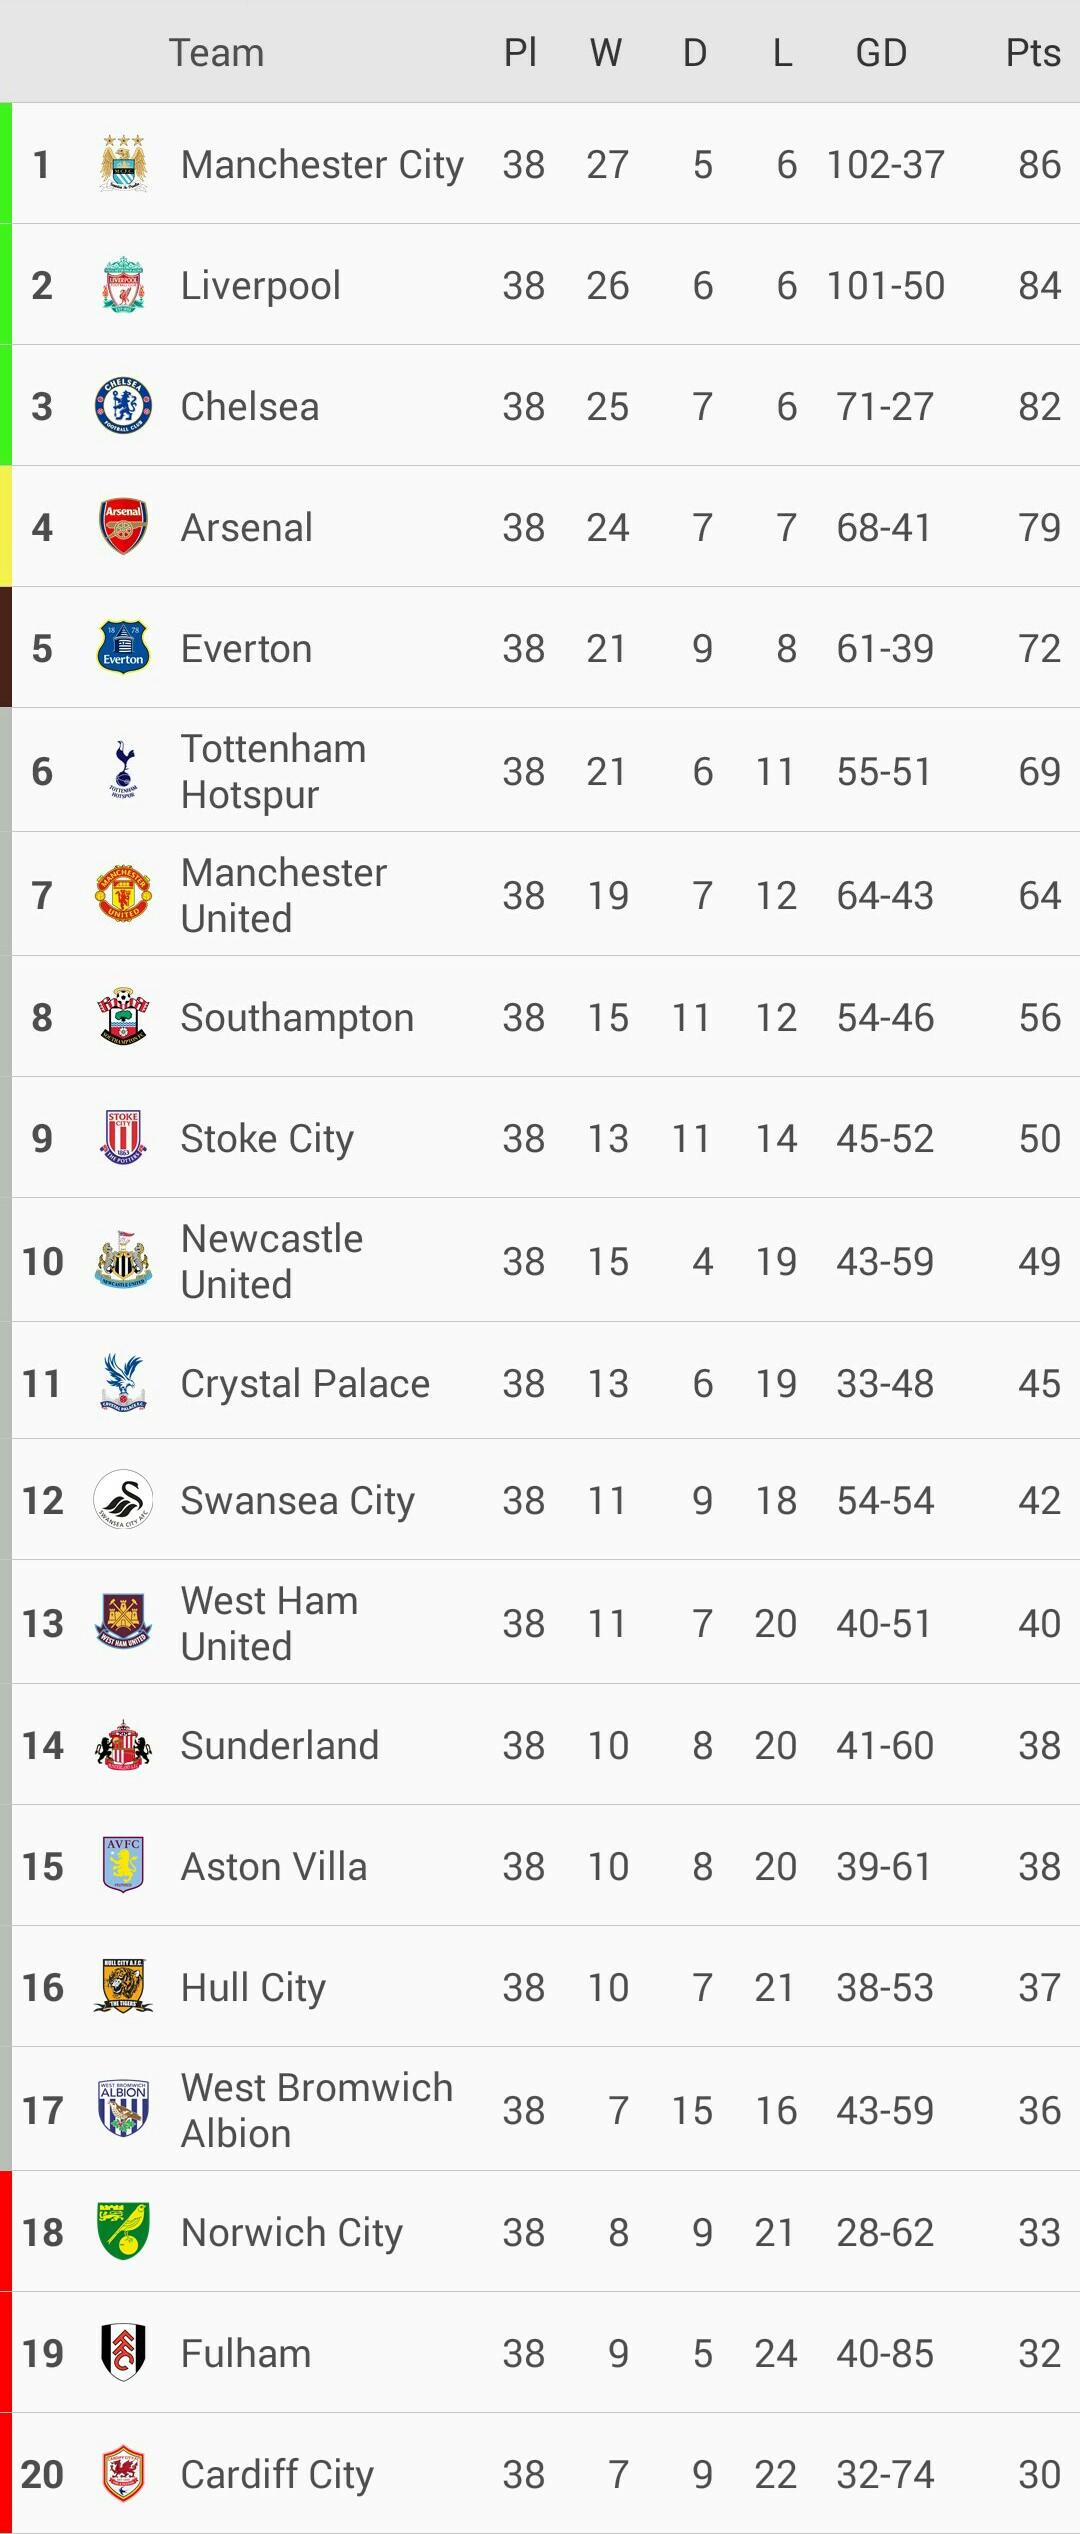 Team Pl W D L GD Pts
1 Manchester City 38 27 5 6 102-37 86
2 Liverpool 38 26 6 6 101-50 84
3 Chelsea 38 25 7 6 71-27 82
4 Arsenal 38 24 7 7 68-41 79
5 Everton 38 21 9 8 61-39 72
6 Tottenham
Hotspur 38 21 6 11 55-51 69
7 Manchester
United 38 19 7 12 64-43 64
8 Southampton 38 15 11 12 54-46 56
9 Stoke City 38 13 11 14 45-52 50
10 Newcastle
United 38 15 4 19 43-59 49
11 Crystal Palace 38 13 6 19 33-48 45
12 Swansea City 38 11 9 18 54-54 42
13 West Ham
United 38 11 7 20 40-51 40
14 Sunderland 38 10 8 20 41-60 38
15 Aston Villa 38 10 8 20 39-61 38
16 Hull City 38 10 7 21 38-53 37
17 West Bromwich
Albion 38 7 15 16 43-59 36
18 Norwich City 38 8 9 21 28-62 33
19 Fulham 38 9 5 24 40-85 32
20 Cardiff City 38 7 9 22 32-74 30